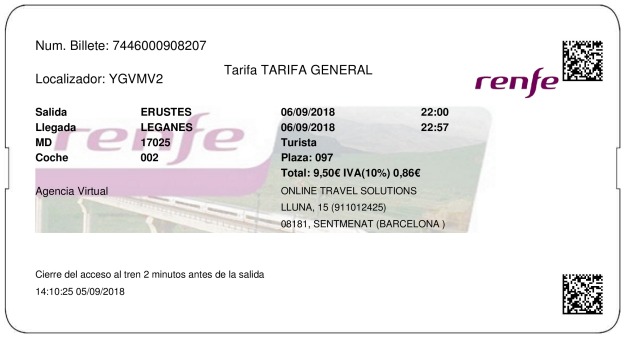 Num. Billete: 7446000908207
Tarifa TARIFA GENERAL
Localizador: YGVMV2
renfe
Salida ERUSTES 06/09/2018 22:00
Llegada LEGANES 06/09/2018 22:57
MD 17025 Turista
Coche 002 Plaza: 097
Total: 9,50€ IVA(10%) 0,86€
Agencia Virtual ONLINE TRAVEL SOLUTIONS
LLUNA, 15 (911012425)
08181, SENTMENAT (BARCELONA )
renfe
Cierre del acceso al tren 2 minutos antes de la salida
14:10:25 05/09/2018